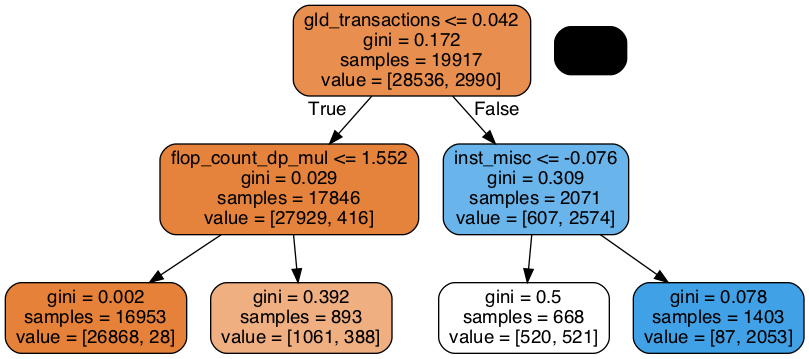 gld_transactions <= 0.042
gini = 0.172
samples = 19917
value = [28536, 2990]
True
False
flop_count_dp_mul <= 1.552
gini = 0.029
samples = 17846
value = [27929, 416]
inst_misc <= -0.076
gini = 0.309
samples = 2071
value = [607, 2574]
gini = 0.002
samples = 16953
value = [26868, 28]
gini = 0.392
samples = 893
value = [1061, 388]
gini = 0.5
samples = 668
value = [520, 521]
gini = 0.078
samples = 1403
value = [87, 2053]